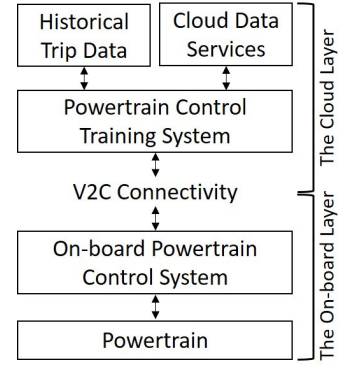 Historical
Trip Data
Cloud Data
Services
Powertrain Control
Training System
V2C Connectivity
On-board Powertrain
Control System
Powertrain
The Cloud Layer
The On-board Layer